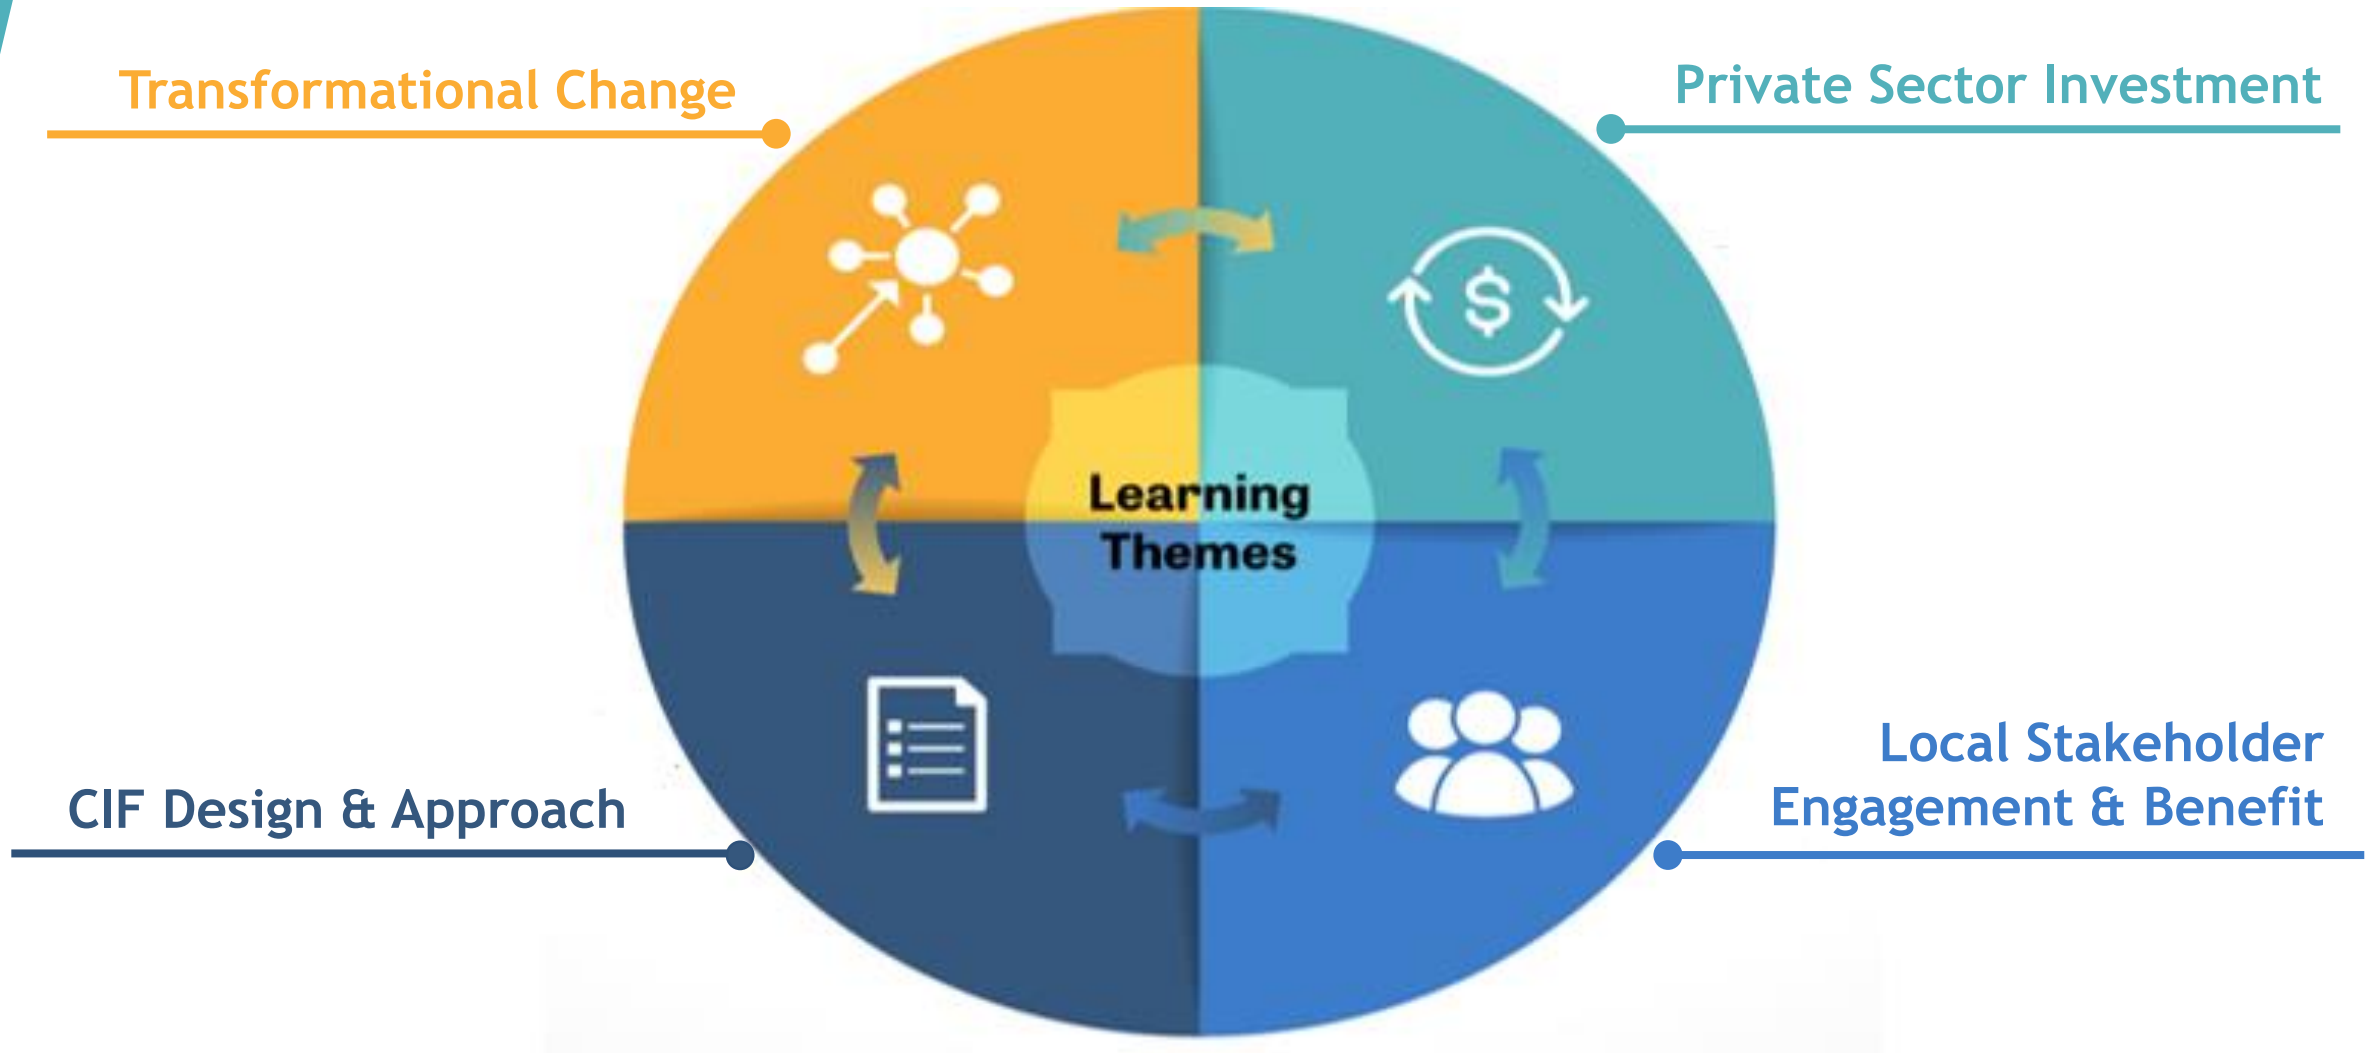 Transformational Change
Private Sector Investment
$
Learning
Themes
CIF Design & Approach
Local Stakeholder
Engagement & Benefit